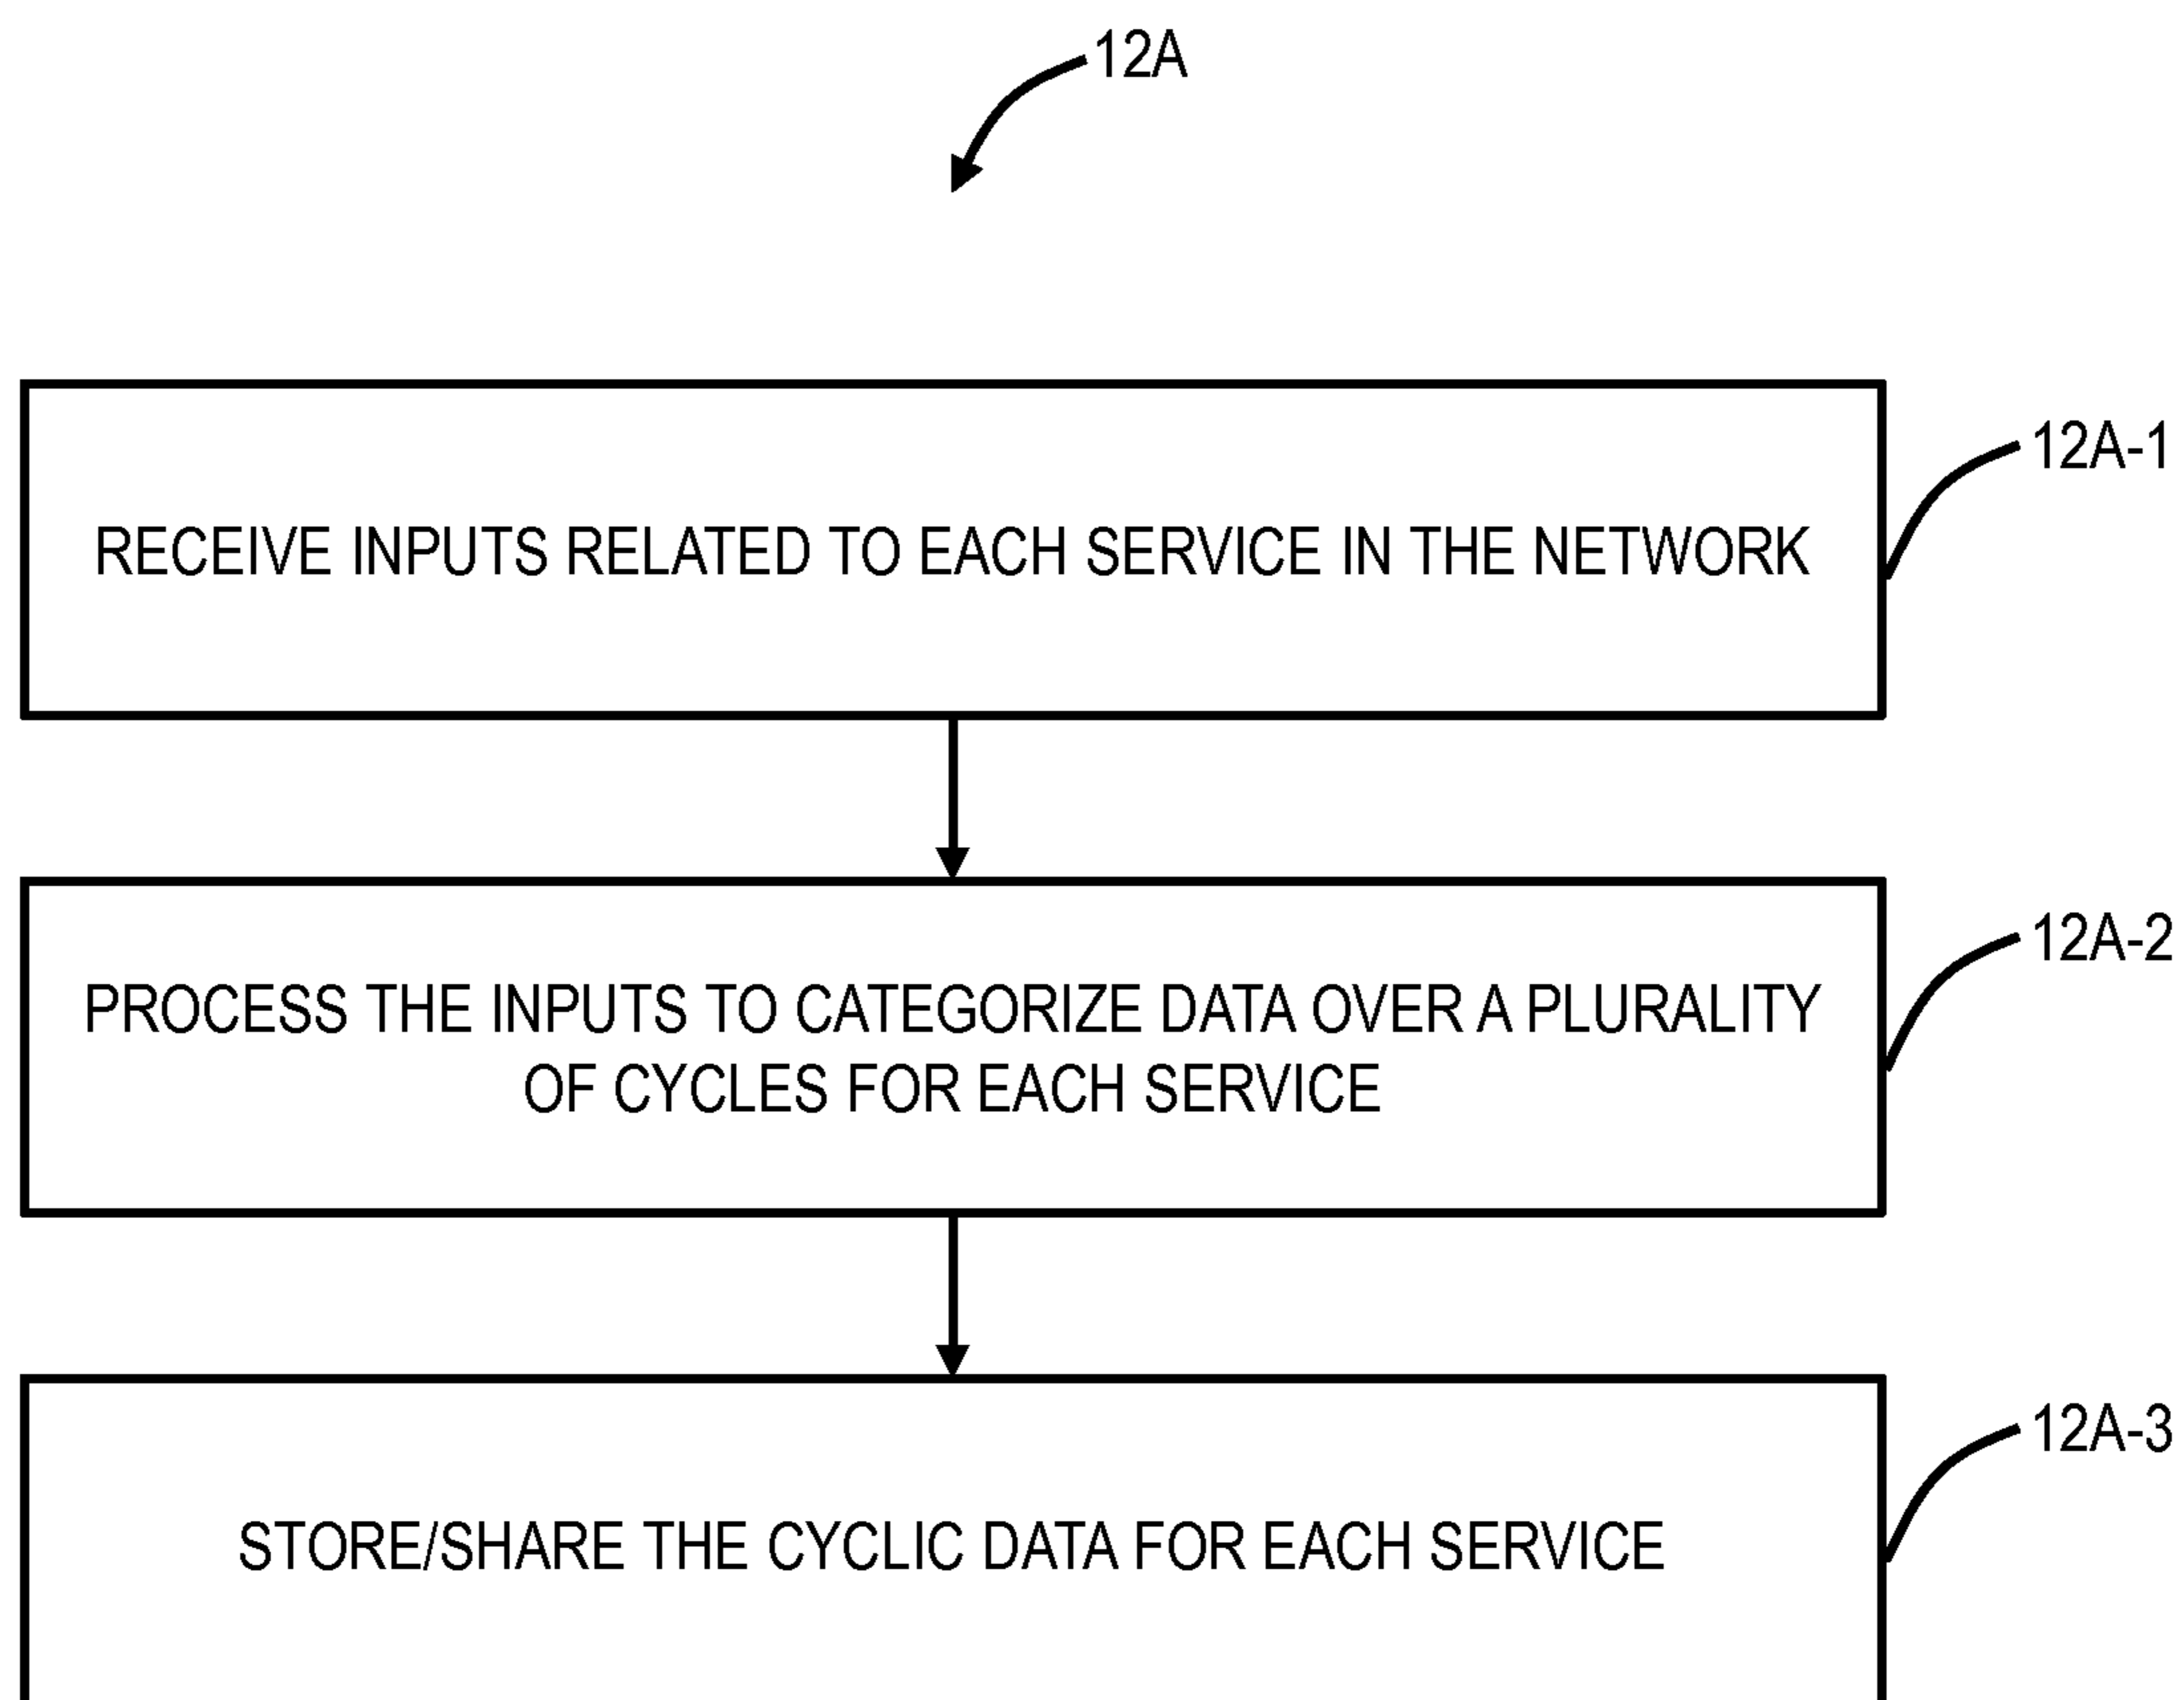 12A
12A-1
RECEIVE INPUTS RELATED TO EACH SERVICE IN THE NETWORK
12A-2
PROCESS THE INPUTS TO CATEGORIZE DATA OVER A PLURALITY
OF CYCLES FOR EACH SERVICE
12A-3
STORE/SHARE THE CYCLIC DATA FOR EACH SERVICE